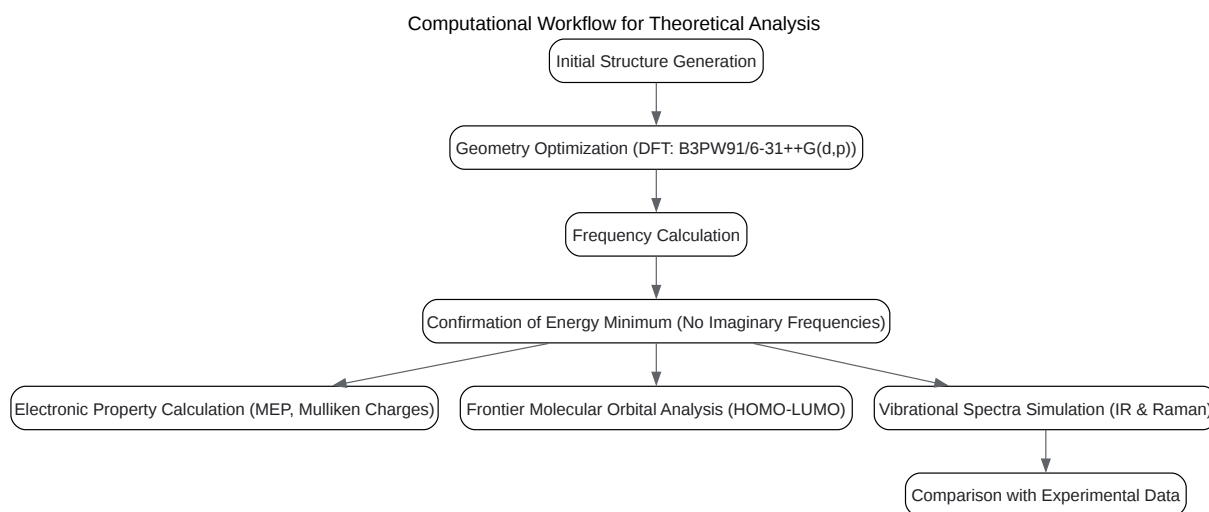 Computational Workflow for Theoretical Analysis
Initial Structure Generation
Geometry Optimization (DFT: B3PW91/6-31++G(d,p))
Frequency Calculation
Confirmation of Energy Minimum (No Imaginary Frequencies)
Electronic Property Calculation (MEP, Mulliken Charges)
Frontier Molecular Orbital Analysis (HOMO-LUMO)
Vibrational Spectra Simulation (IR & Raman)
Comparison with Experimental Data